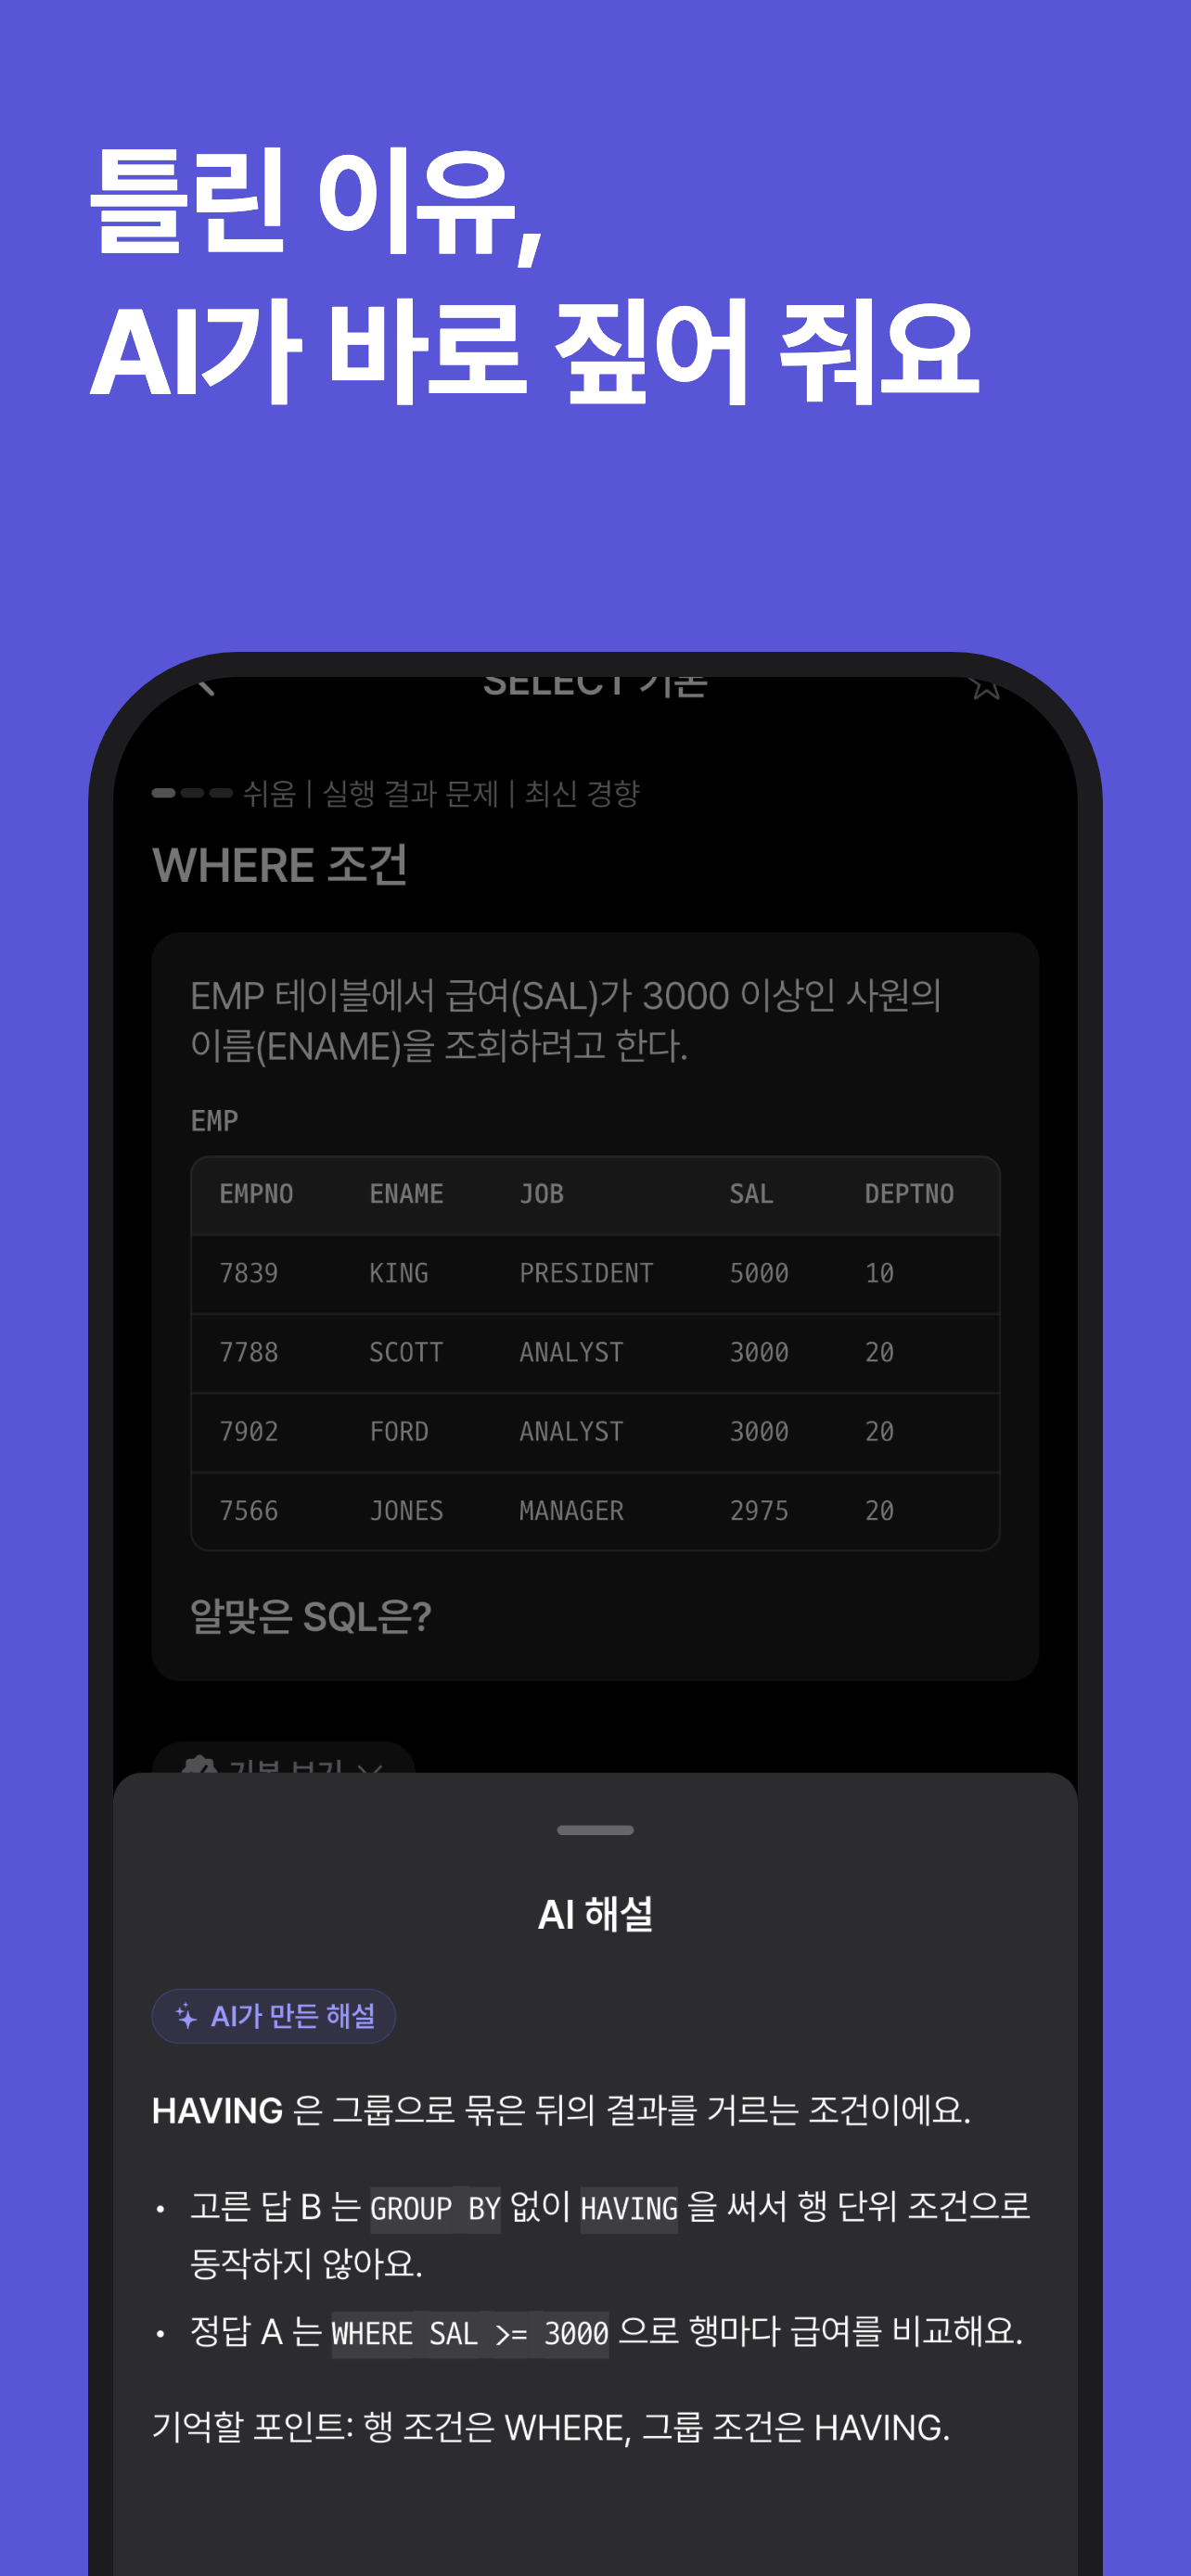 틀린 이유,
AI가 바로 짚어 줘요
SELECT 기본
쉬움 | 실행 결과 문제 | 최신 경향
WHERE 조건
EMP 테이블에서 급여(SAL)가 3000 이상인 사원의
이름(ENAME)을 조회하려고 한다.
EMP
EMPNO ENAME JOB SAL DEPTNO
7839 KING PRESIDENT 5000 10
7788 SCOTT ANALYST 3000 20
7902 FORD ANALYST 3000 20
7566 JONES MANAGER 2975 20
알맞은 SQL은?
AI 해설
AI가 만든 해설
HAVING 은 그룹으로 묶은 뒤의 결과를 거르는 조건이에요.
• 고른 답 B 는 GROUP BY 없이 HAVING 을 써서 행 단위 조건으로
동작하지 않아요.
• 정답 A 는 WHERE SAL >= 3000 으로 행마다 급여를 비교해요.
기억할 포인트: 행 조건은 WHERE, 그룹 조건은 HAVING.